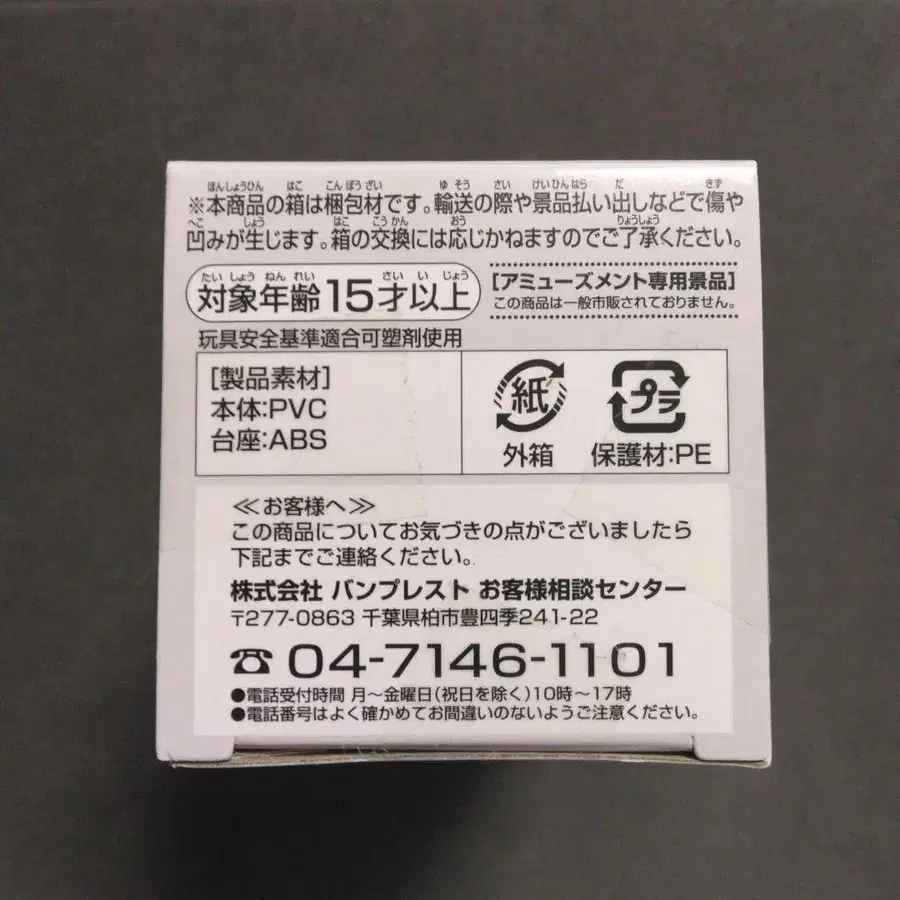 ※本商品の箱は梱包材です。輸送の際や景品払い出しなどで傷や
凹みが生じます。箱の交換には応じかねますのでご了承ください。
対象年齢15才以上
[アミューズメント専用景品]
この商品は一般市販されておりません。
玩具安全基準適合可塑剤使用
[製品素材]
本体:PVC
台座:ABS
紙
外箱
プラ
保護材:PE
≪お客様へ≫
この商品についてお気づきの点がございましたら
下記までご連絡ください。
株式会社 バンプレスト お客様相談センター
〒277-0863 千葉県柏市豊四季241-22
☎ 04-7146-1101
●電話受付時間 月～金曜日(祝日を除く)10時～17時
●電話番号はよく確かめてお間違いのないようご注意ください。